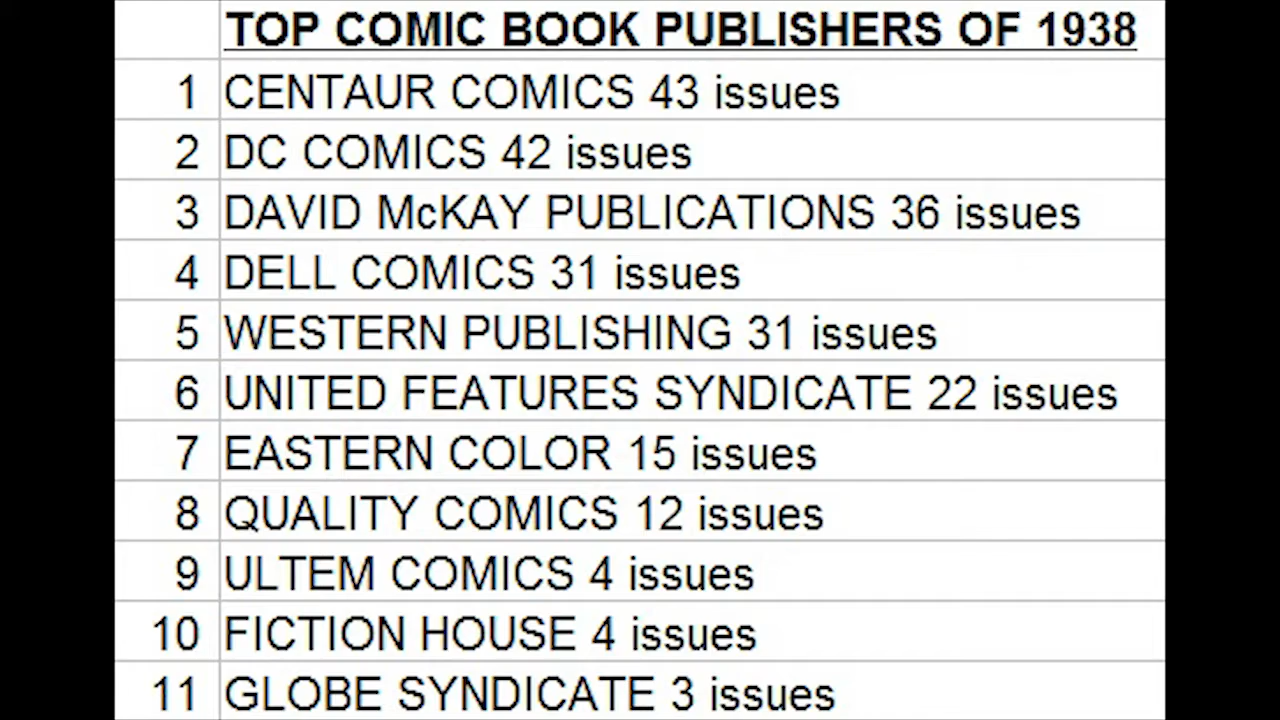 TOP COMIC BOOK PUBLISHERS OF 1938
1 CENTAUR COMICS 43 issues
2 DC COMICS 42 issues
3 DAVID McKAY PUBLICATIONS 36 issues
4 DELL COMICS 31 issues
5 WESTERN PUBLISHING 31 issues
6 UNITED FEATURES SYNDICATE 22 issues
7 EASTERN COLOR 15 issues
8 QUALITY COMICS 12 issues
9 ULTEM COMICS 4 issues
10 FICTION HOUSE 4 issues
11 GLOBE SYNDICATE 3 issues